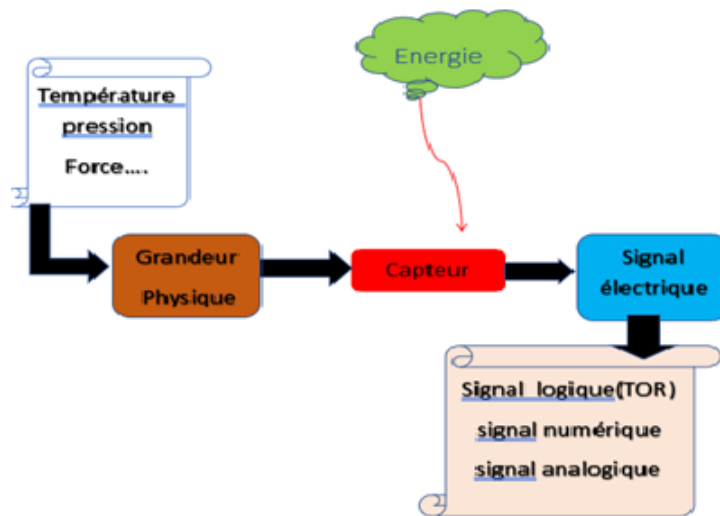 Energie
Température
pression
Force....
Grandeur
Physique
Capteur
Signal
électrique
Signal logique(TOR)
signal numérique
signal analogique